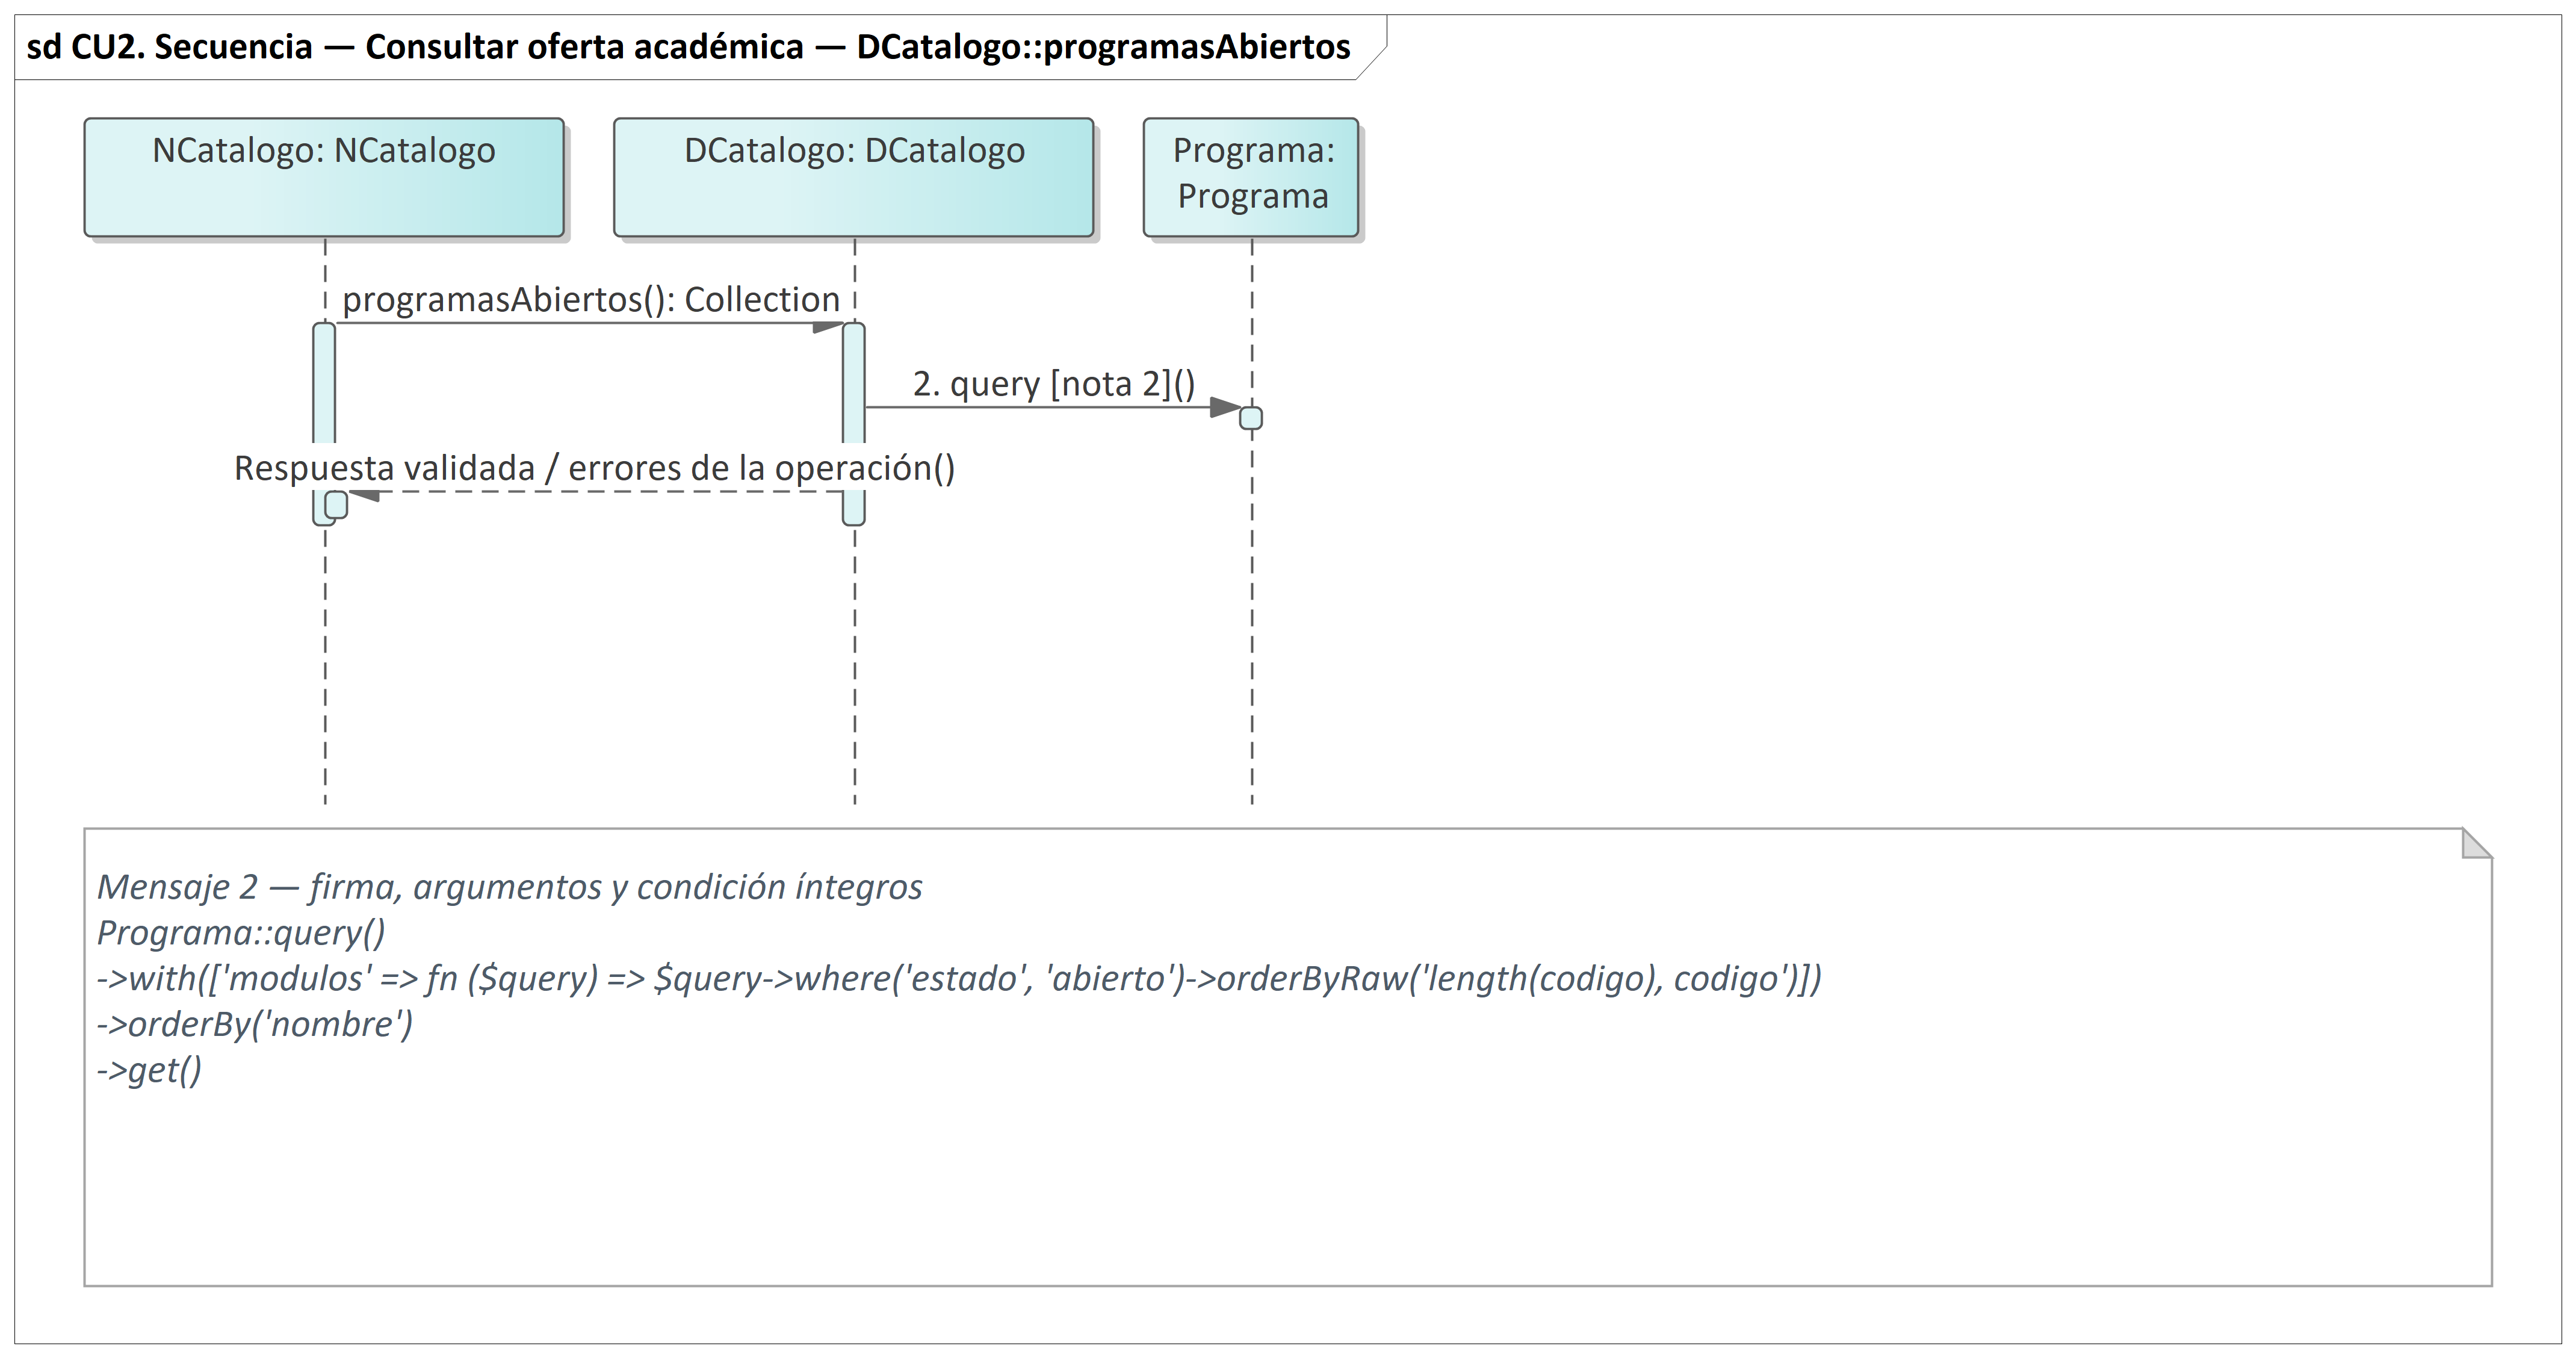 sd CU2. Secuencia — Consultar oferta académica — DCatalogo::programasAbiertos
NCatalogo: NCatalogo
DCatalogo: DCatalogo
Programa:
Programa
programasAbiertos(): Collection
2. query [nota 2]()
Respuesta validada / errores de la operación()
Mensaje 2 — firma, argumentos y condición íntegros
Programa::query()
->with(['modulos' => fn ($query) => $query->where('estado', 'abierto')->orderByRaw('length(codigo), codigo')])
->orderBy('nombre')
->get()